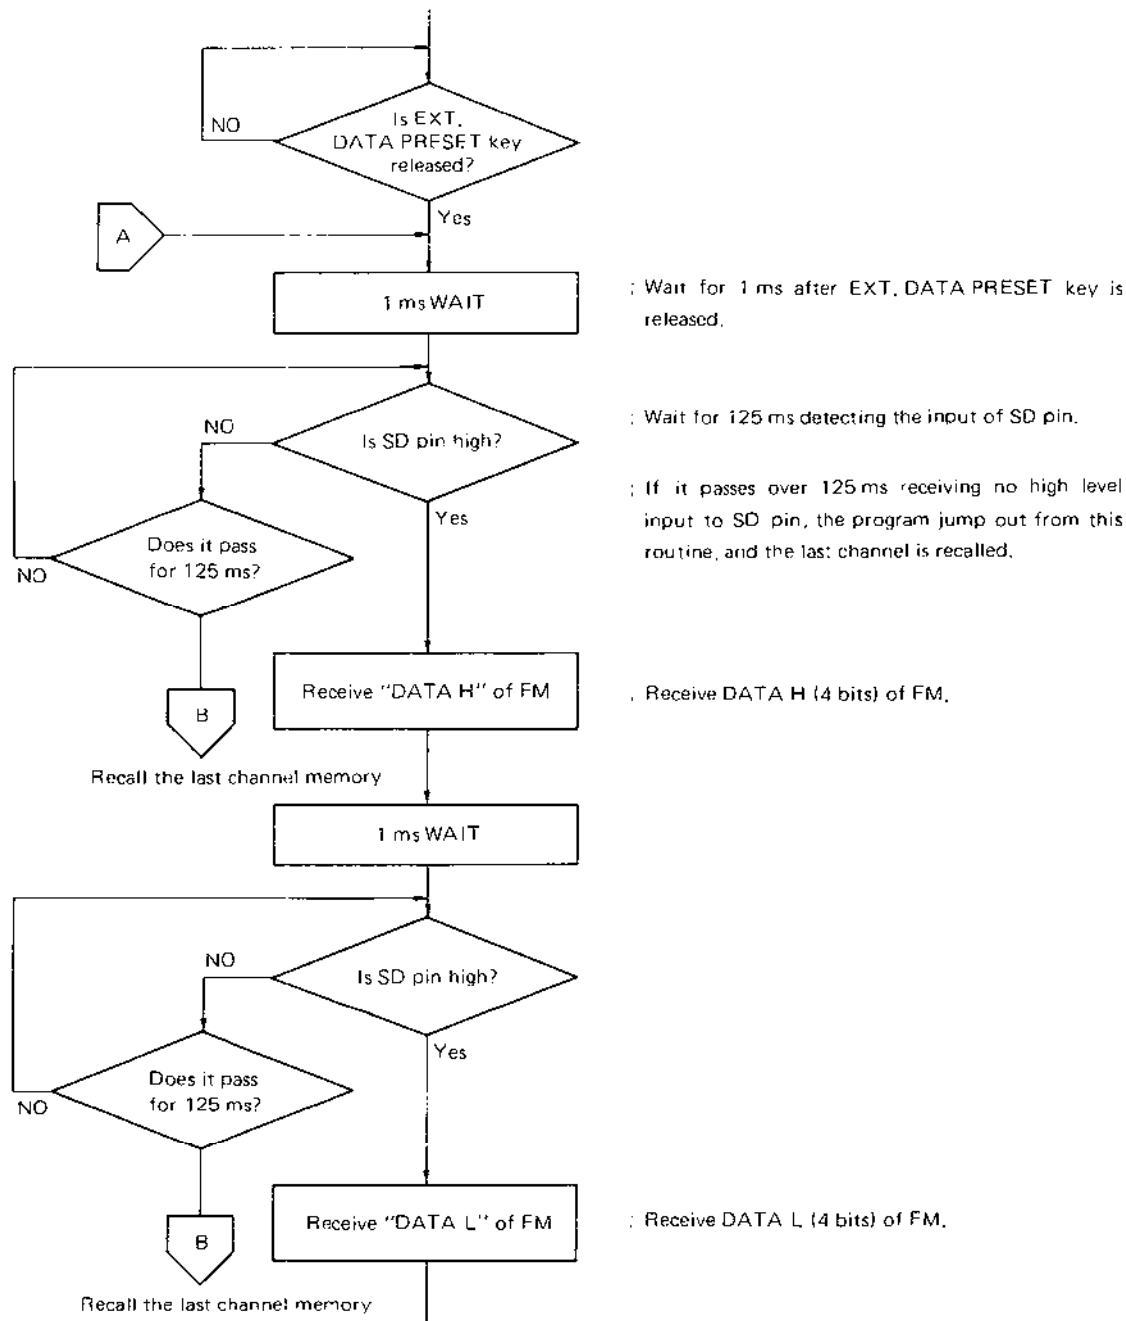 Is EXT.
NO
DATA PRESET key
released?
Yes
A
1 ms WAIT
; Wait for 1 ms after EXT. DATA PRESET key is
released.
; Wait for 125 ms detecting the input of SD pin.
NO
Is SD pin high?
; If it passes over 125 ms receiving no high level
input to SD pin, the program jump out from this
routine, and the last channel is recalled.
Yes
Does it pass
for 125 ms?
NO
Receive "DATA H" of FM
; Receive DATA H (4 bits) of FM.
B
Recall the last channel memory
1 ms WAIT
NO
Is SD pin high?
Yes
Does it pass
for 125 ms?
NO
Receive "DATA L" of FM
; Receive DATA L (4 bits) of FM.
B
Recall the last channel memory